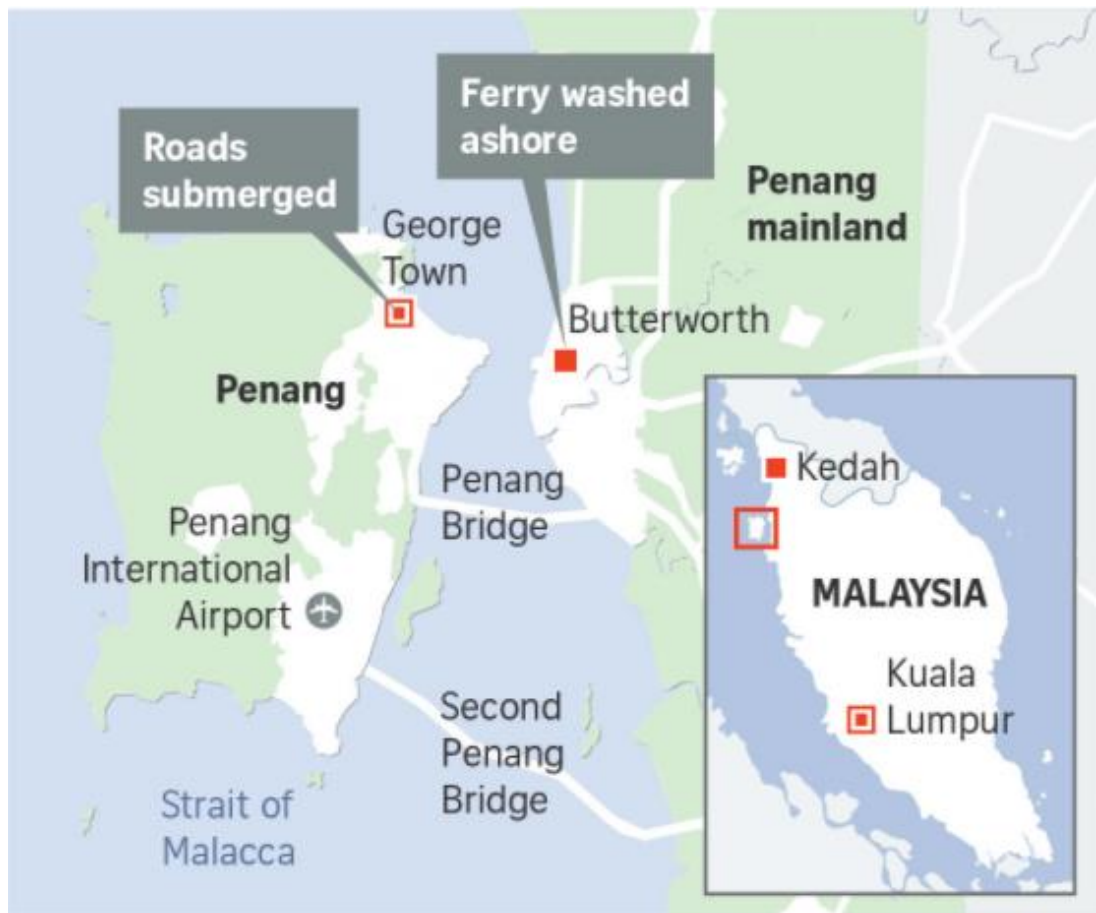 Roads
submerged
Ferry washed
ashore
George
Town
Penang
mainland
Butterworth
Penang
Penang
Bridge
Penang
International
Airport
Second
Penang
Bridge
Strait of
Malacca
Kedah
MALAYSIA
Kuala
Lumpur